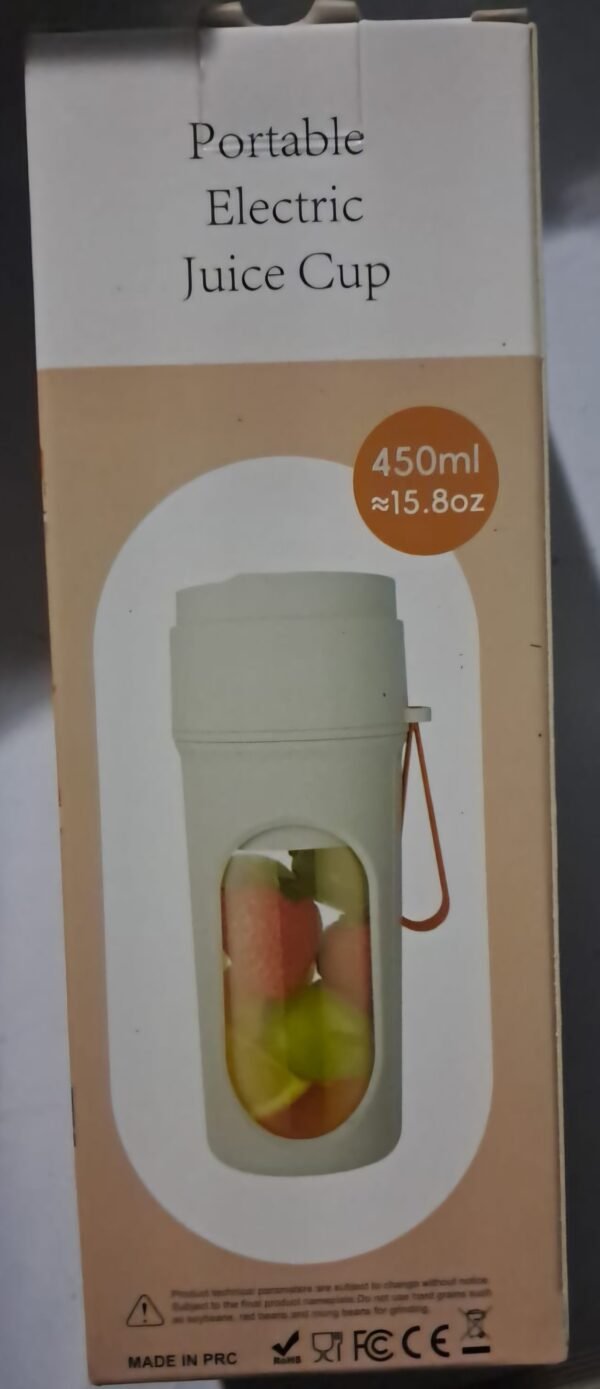 Portable
Electric
Juice Cup
450ml
≈15.8oz
Product technical parameters are subject to change without notice
Subject to the final product nameplate Do not use hard grains such
as soybeans, red beans and mung beans for grinding.
MADE IN PRC
RoHS FC CE